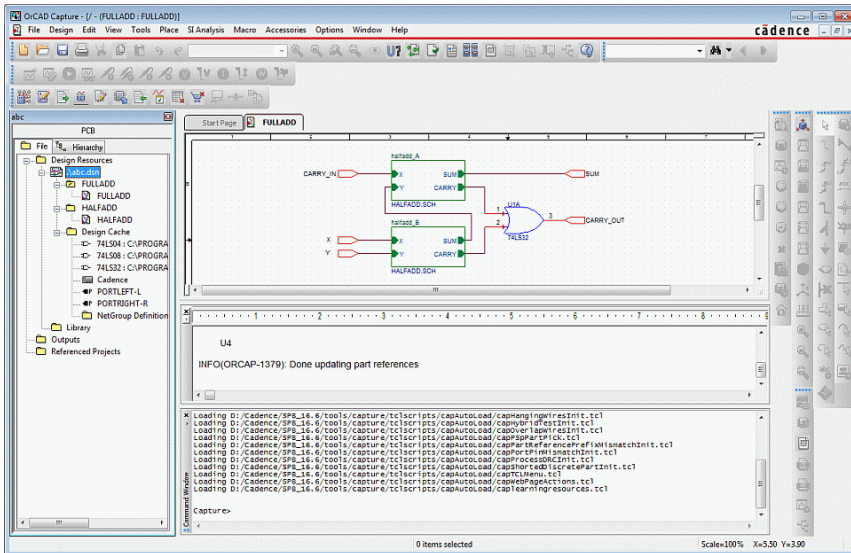 OrCAD Capture - [/ - (FULLADD : FULLADD)]
File Design Edit View Tools Place SI Analysis Macro Accessories Options Window Help
cādence
U?
abc
PCB
File Hierarchy
Design Resources
.\abc.dsn
FULLADD
FULLADD
HALFADD
HALFADD
Design Cache
74LS04 : C:\PROGRA
74LS08 : C:\PROGRA
74LS32 : C:\PROGRA
Cadence
PORTLEFT-L
PORTRIGHT-R
NetGroup Definition
Library
Outputs
Referenced Projects
Start Page FULLADD
halfadd_A
CARRY_IN X SUM SUM
Y CARRY
HALFADD.SCH
U1A
1
2
3
CARRY_OUT
74LS32
halfadd_B
X X SUM
Y Y CARRY
HALFADD.SCH
U4
INFO(ORCAP-1379): Done updating part references
Loading D:/Cadence/SPB_16.6/tools/capture/tclscripts/capAutoLoad/capHangingWiresInit.tcl
Loading D:/Cadence/SPB_16.6/tools/capture/tclscripts/capAutoLoad/capHybridTestInit.tcl
Loading D:/Cadence/SPB_16.6/tools/capture/tclscripts/capAutoLoad/capOverlapWiresInit.tcl
Loading D:/Cadence/SPB_16.6/tools/capture/tclscripts/capAutoLoad/capPSpPartPick.tcl
Loading D:/Cadence/SPB_16.6/tools/capture/tclscripts/capAutoLoad/capPartReferencePrefixMismatchInit.tcl
Loading D:/Cadence/SPB_16.6/tools/capture/tclscripts/capAutoLoad/capPortPinMismatchInit.tcl
Loading D:/Cadence/SPB_16.6/tools/capture/tclscripts/capAutoLoad/capProcessDRCInit.tcl
Loading D:/Cadence/SPB_16.6/tools/capture/tclscripts/capAutoLoad/capShortedDiscretePartInit.tcl
Loading D:/Cadence/SPB_16.6/tools/capture/tclscripts/capAutoLoad/capTCLMenu.tcl
Loading D:/Cadence/SPB_16.6/tools/capture/tclscripts/capAutoLoad/capWebPageActions.tcl
Loading D:/Cadence/SPB_16.6/tools/capture/tclscripts/capAutoLoad/caplearningresources.tcl
Capture>
Command Window
0 items selected
Scale=100% X=5.50 Y=3.90